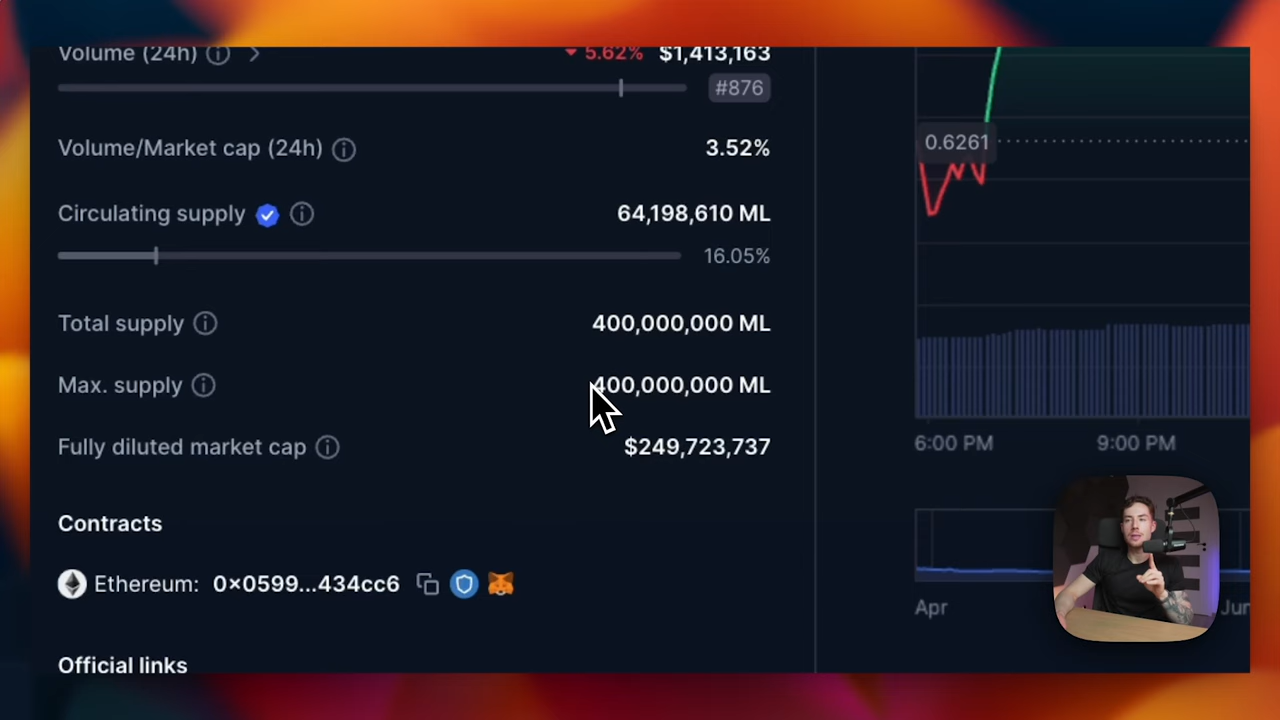 Volume (24h) 5.62% $1,413,163
#876
Volume/Market cap (24h) 3.52%
Circulating supply 64,198,610 ML
16.05%
Total supply 400,000,000 ML
Max. supply 400,000,000 ML
Fully diluted market cap $249,723,737
Contracts
Ethereum: 0x0599...434cc6
Official links
0.6261
6:00 PM 9:00 PM
Apr Jun